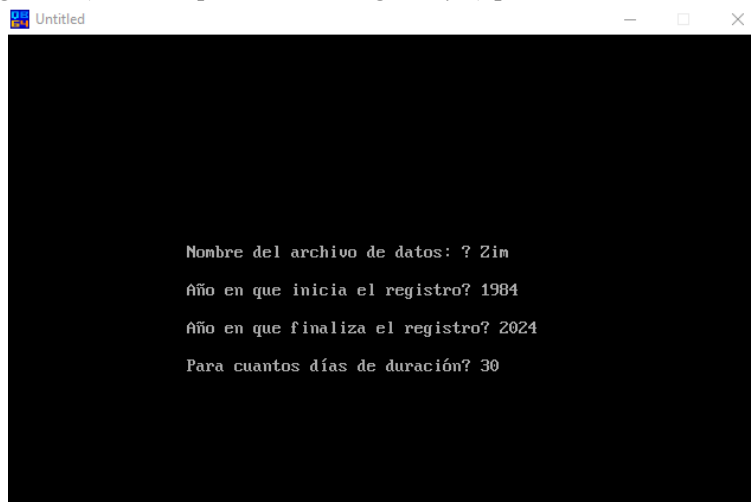 Untitled
Nombre del archivo de datos: ? Zim
Año en que inicia el registro? 1984
Año en que finaliza el registro? 2024
Para cuantos días de duración? 30